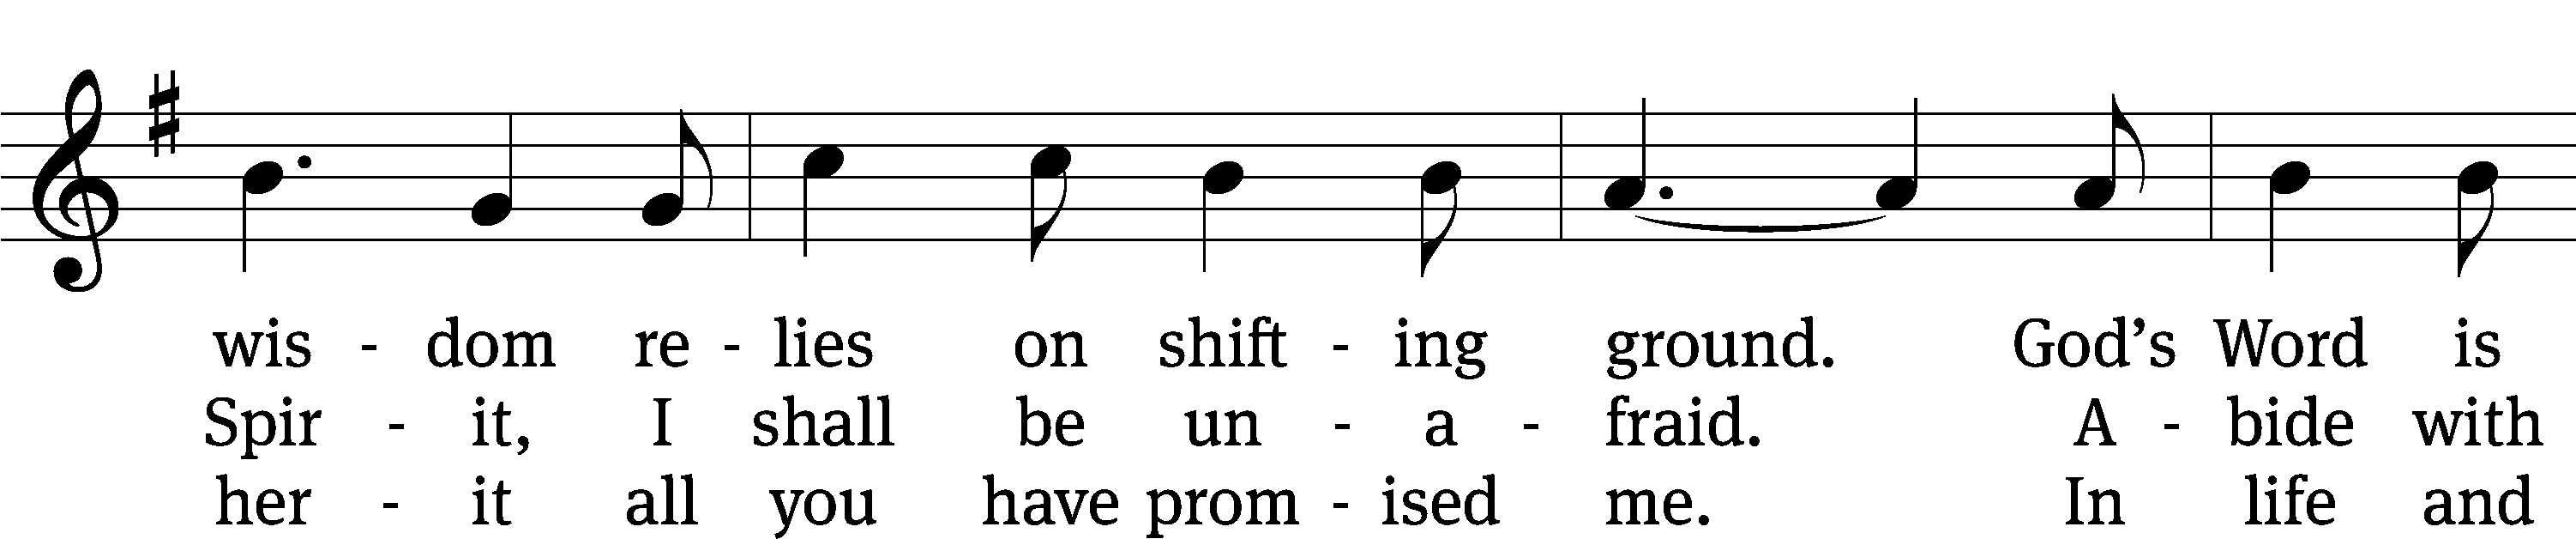 wis - dom re - lies on shift - ing ground. God’s Word is
Spir - it, I shall be un - a - fraid. A - bide with
her - it all you have prom - ised me. In life and